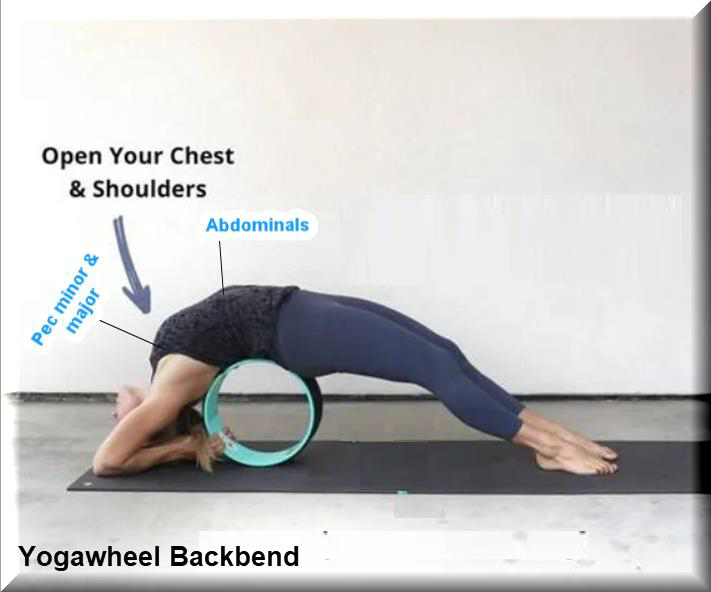 Open Your Chest
& Shoulders
Abdominals
Pec minor &
major
Yogawheel Backbend